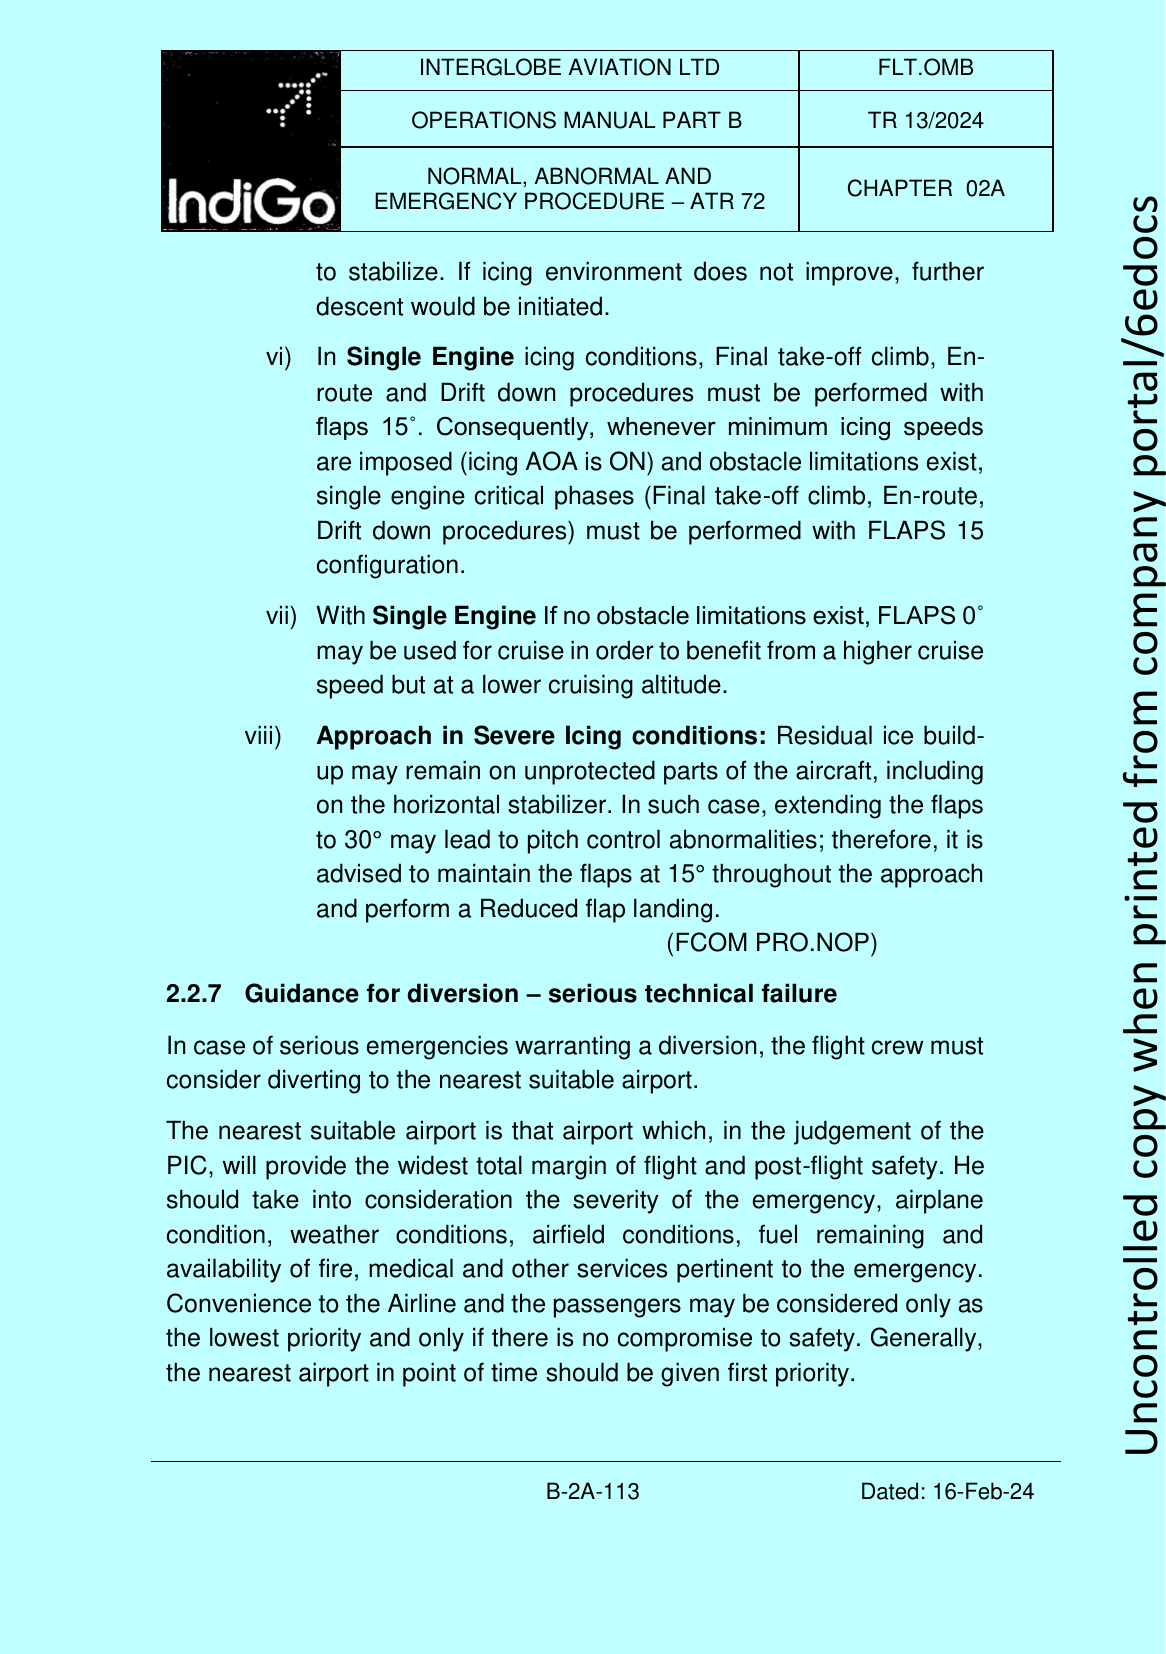 IndiGo
INTERGLOBE AVIATION LTD
FLT.OMB
OPERATIONS MANUAL PART B
TR 13/2024
NORMAL, ABNORMAL AND
EMERGENCY PROCEDURE – ATR 72
CHAPTER 02A
to stabilize. If icing environment does not improve, further
descent would be initiated.
vi) In Single Engine icing conditions, Final take-off climb, En-
route and Drift down procedures must be performed with
flaps 15˚. Consequently, whenever minimum icing speeds
are imposed (icing AOA is ON) and obstacle limitations exist,
single engine critical phases (Final take-off climb, En-route,
Drift down procedures) must be performed with FLAPS 15
configuration.
vii) With Single Engine If no obstacle limitations exist, FLAPS 0˚
may be used for cruise in order to benefit from a higher cruise
speed but at a lower cruising altitude.
viii) Approach in Severe Icing conditions: Residual ice build-
up may remain on unprotected parts of the aircraft, including
on the horizontal stabilizer. In such case, extending the flaps
to 30° may lead to pitch control abnormalities; therefore, it is
advised to maintain the flaps at 15° throughout the approach
and perform a Reduced flap landing.
(FCOM PRO.NOP)
2.2.7 Guidance for diversion – serious technical failure
In case of serious emergencies warranting a diversion, the flight crew must
consider diverting to the nearest suitable airport.
The nearest suitable airport is that airport which, in the judgement of the
PIC, will provide the widest total margin of flight and post-flight safety. He
should take into consideration the severity of the emergency, airplane
condition, weather conditions, airfield conditions, fuel remaining and
availability of fire, medical and other services pertinent to the emergency.
Convenience to the Airline and the passengers may be considered only as
the lowest priority and only if there is no compromise to safety. Generally,
the nearest airport in point of time should be given first priority.
B-2A-113
Dated: 16-Feb-24
Uncontrolled copy when printed from company portal/6edocs